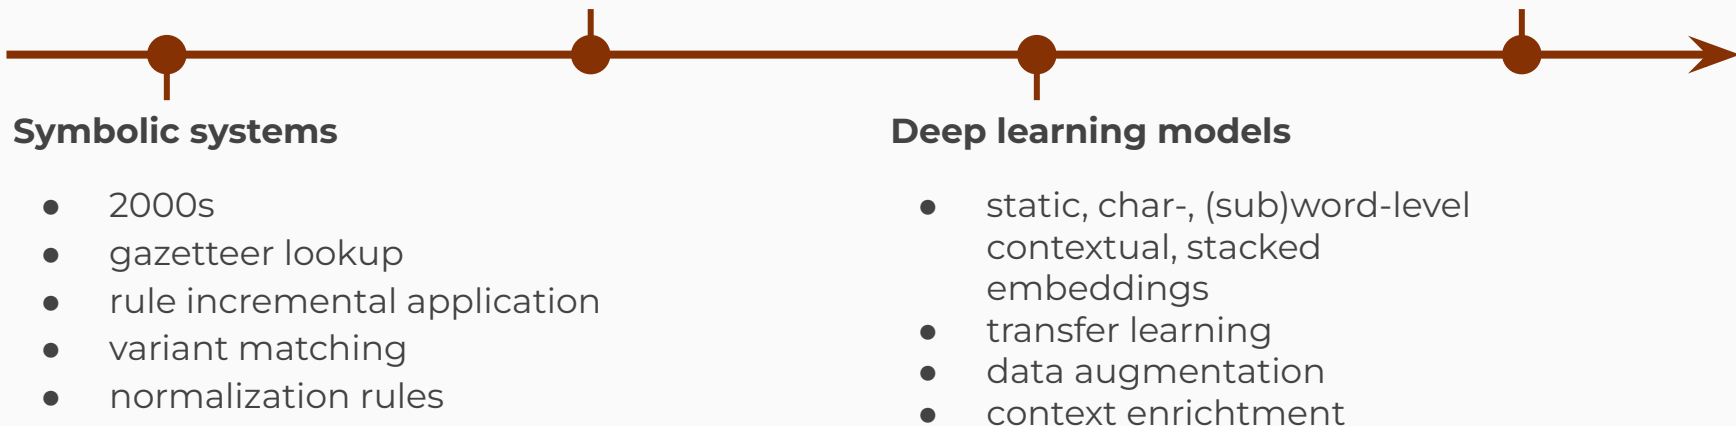 Symbolic systems
● 2000s
● gazetteer lookup
● rule incremental application
● variant matching
● normalization rules
Deep learning models
● static, char-, (sub)word-level
contextual, stacked
embeddings
● transfer learning
● data augmentation
● context enrichtment